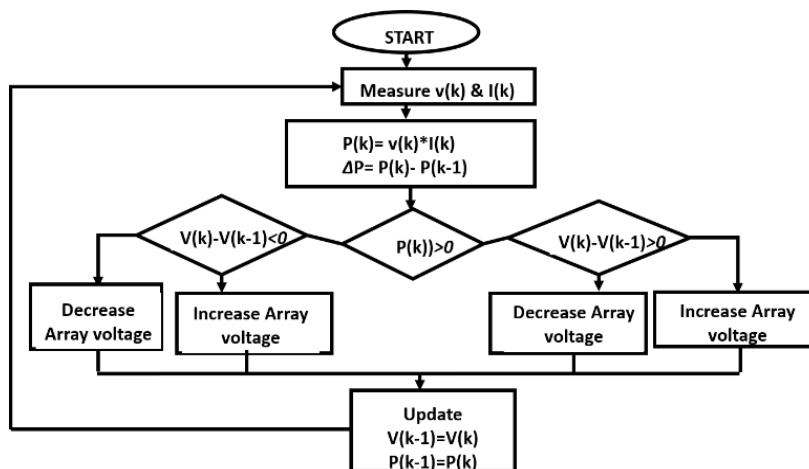 START
Measure v(k) & I(k)
P(k)= v(k)*I(k)
ΔP= P(k)- P(k-1)
V(k)-V(k-1)<0
P(k))>0
V(k)-V(k-1)>0
Decrease
Array voltage
Increase Array
voltage
Decrease Array
voltage
Increase Array
voltage
Update
V(k-1)=V(k)
P(k-1)=P(k)